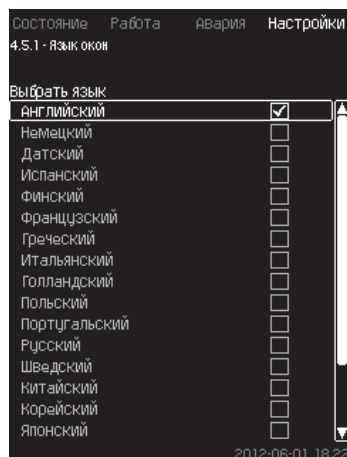 Состояние Работа Авария Настройки
4.5.1 - Язык окон
Выбрать язык
Английский
Немецкий
Датский
Испанский
Финский
Французский
Греческий
Итальянский
Голландский
Польский
Португальский
Русский
Шведский
Китайский
Корейский
Японский
2012-06-01 18:22